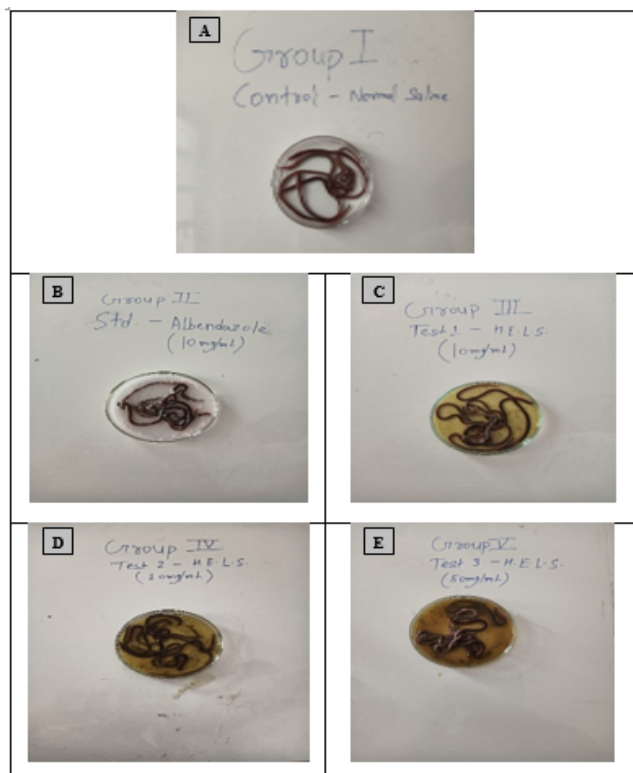 A
Group I
Control - Normal Saline
B
Group II
Std. - Albendazole
(10mg/mL)
C
Group III
Test 1 - H.E.L.S.
(10mg/mL)
D
Group IV
Test 2 - H.E.L.S.
(20mg/mL)
E
Group V
Test 3 - H.E.L.S.
(50mg/mL)